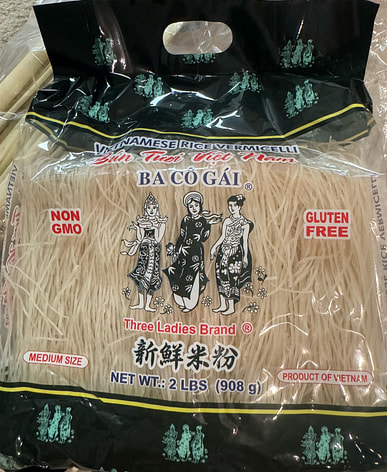 VIETNAMESE RICE VERMICELLI
Bún Tươi Việt Nam
BA CÔ GÁI ®
NON
GMO
GLUTEN
FREE
Three Ladies Brand ®
新鮮米粉
MEDIUM SIZE
NET WT.: 2 LBS (908 g)
PRODUCT OF VIETNAM